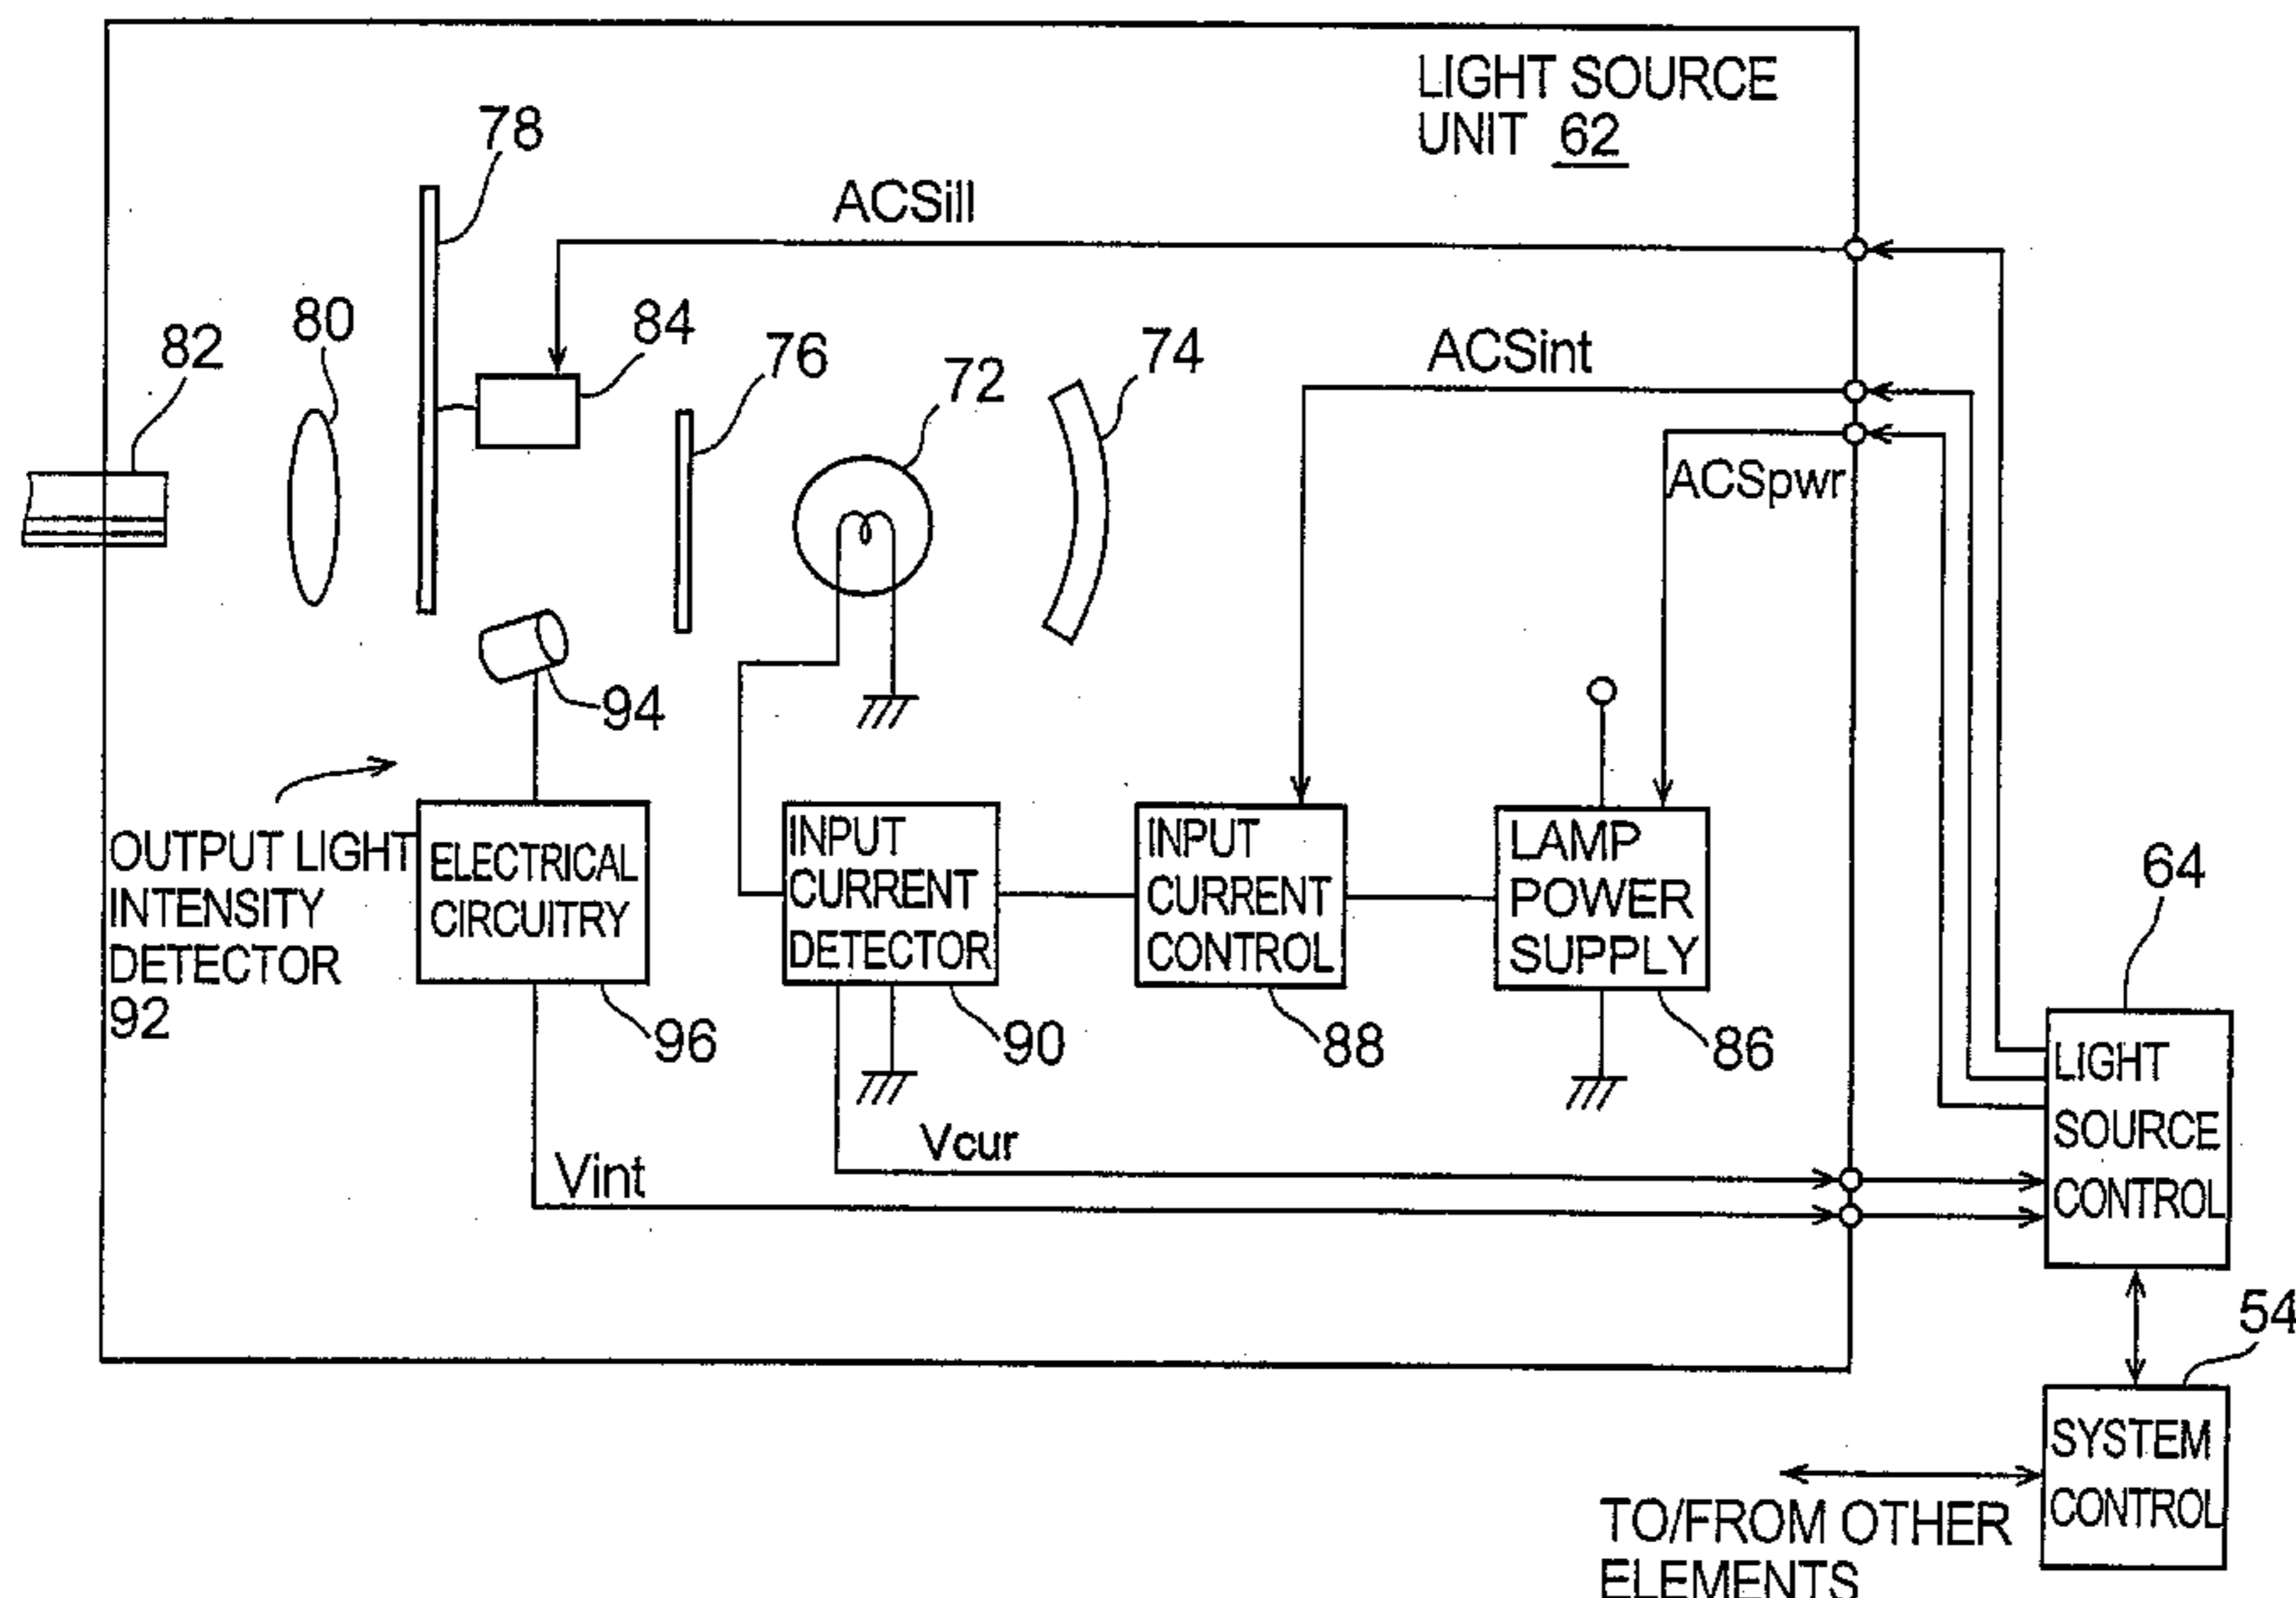 LIGHT SOURCE
UNIT 62
78
ACSill
80
82
84
76
72
74
ACSint
ACSpwr
94
OUTPUT LIGHT
INTENSITY
DETECTOR
92
ELECTRICAL
CIRCUITRY
96
INPUT
CURRENT
DETECTOR
90
INPUT
CURRENT
CONTROL
88
LAMP
POWER
SUPPLY
86
64
LIGHT
SOURCE
CONTROL
Vcur
Vint
54
SYSTEM
CONTROL
TO/FROM OTHER
ELEMENTS